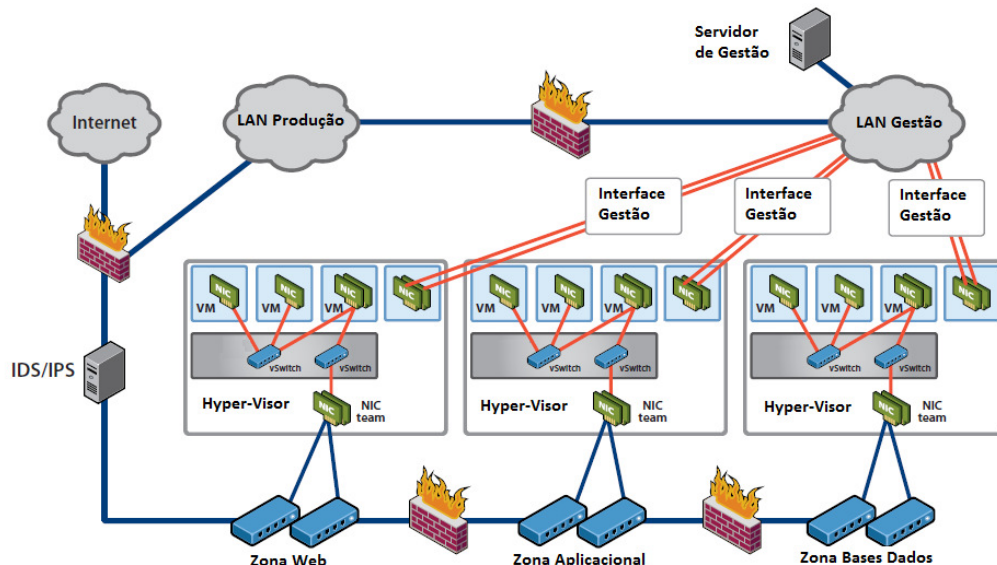 Servidor
de Gestão
Internet
LAN Produção
LAN Gestão
Interface
Gestão
Interface
Gestão
Interface
Gestão
NIC
NIC
NIC
NIC
VM
VM
VM
vSwitch
vSwitch
Hyper-Visor
NIC
team
NIC
NIC
NIC
NIC
VM
VM
VM
vSwitch
vSwitch
Hyper-Visor
NIC
team
NIC
NIC
NIC
NIC
VM
VM
VM
vSwitch
vSwitch
Hyper-Visor
NIC
team
IDS/IPS
Zona Web
Zona Aplicacional
Zona Bases Dados